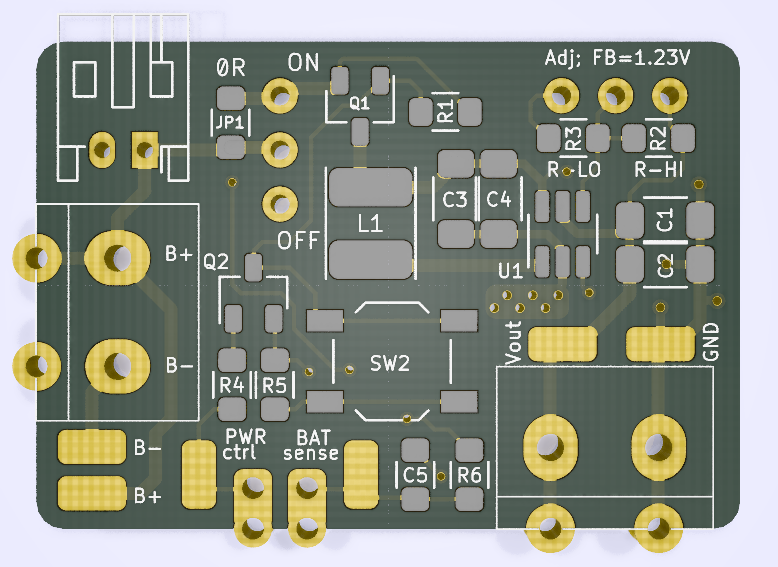 ØR
ON
Adj; FB=1.23V
Q1
JP1
R1
R3
R2
R-LO
R-HI
C3
C4
C1
L1
OFF
B+
Q2
U1
C2
Vout
GND
B-
R4
R5
SW2
PWR
ctrl
BAT
sense
B-
B+
C5
R6